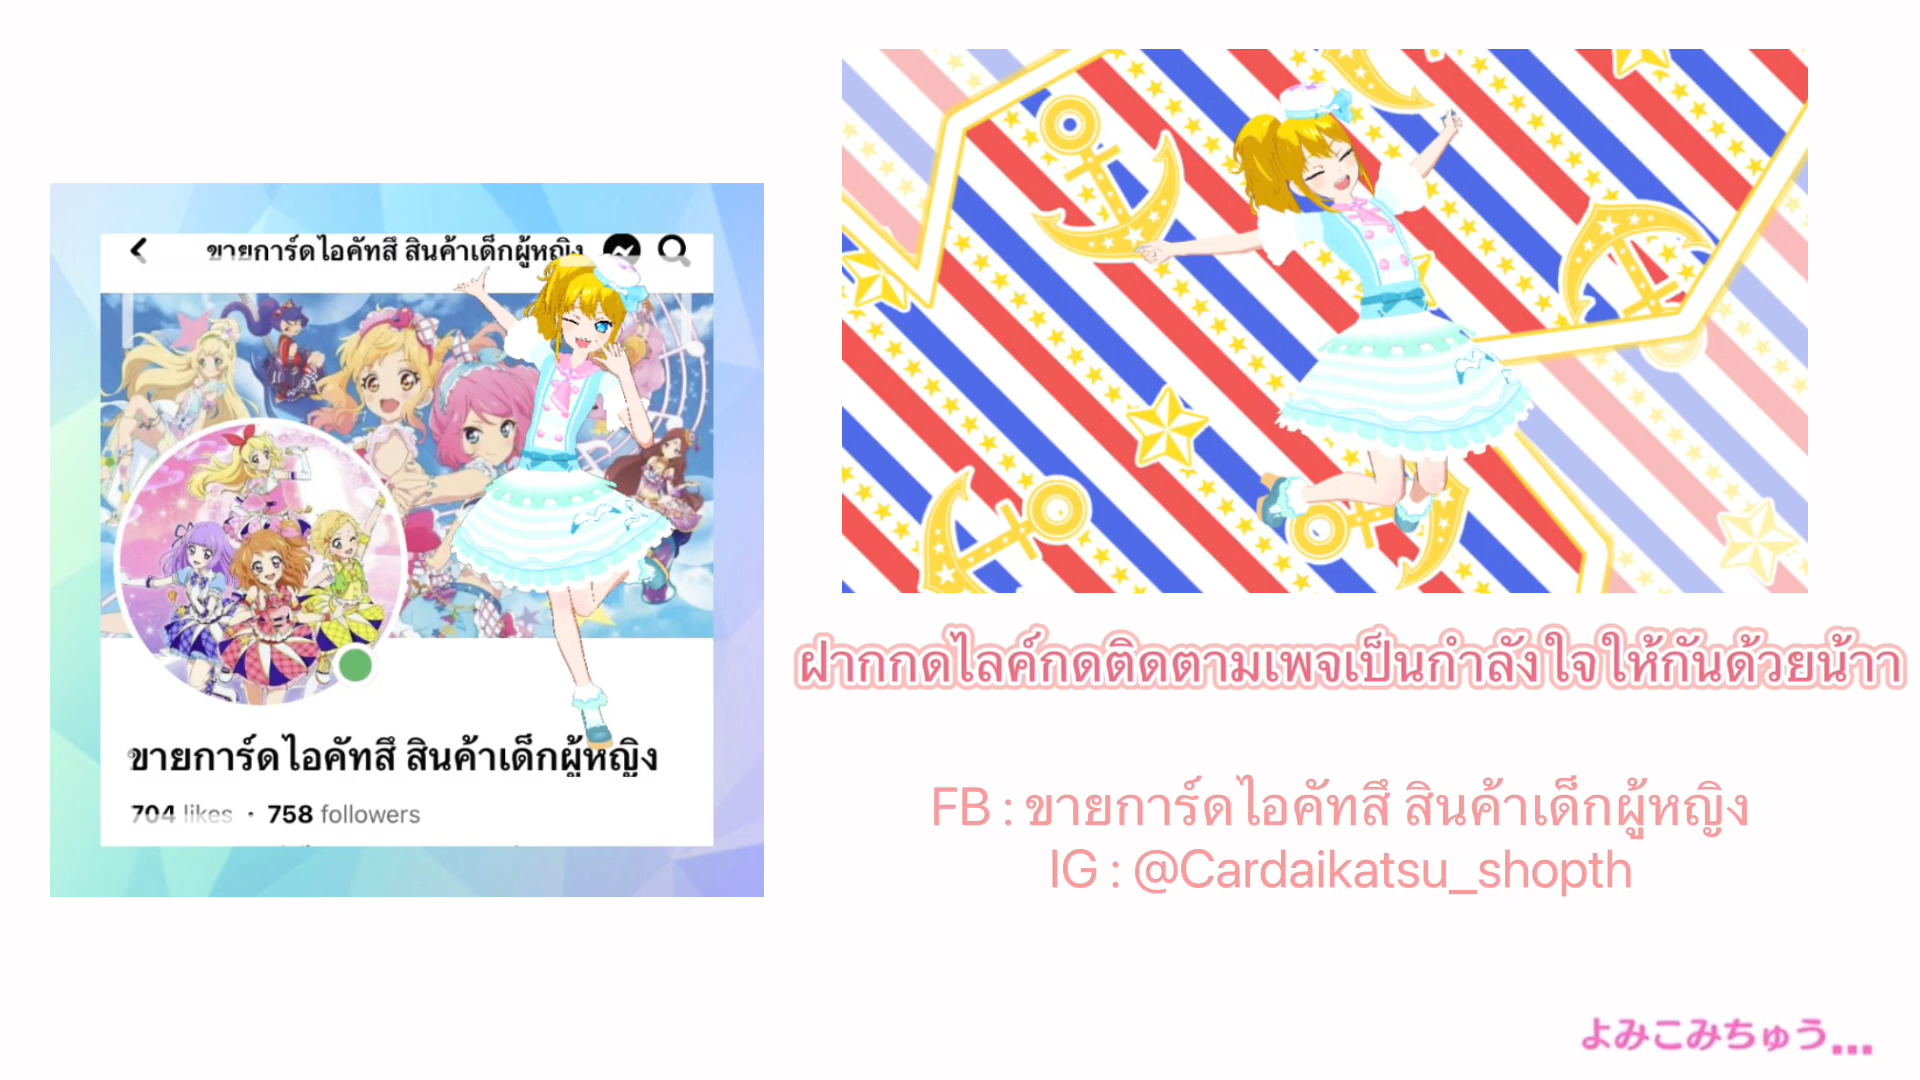 ขายการ์ดไอคัทสึ สินค้าเด็กผู้หญิง
ขายการ์ดไอคัทสึ สินค้าเด็กผู้หญิง
704 likes · 758 followers
ฝากกดไลค์กดติดตามเพจเป็นกำลังใจให้กันด้วยน้าา
FB : ขายการ์ดไอคัทสึ สินค้าเด็กผู้หญิง
IG : @Cardaikatsu_shopth
よみこみちゅう...